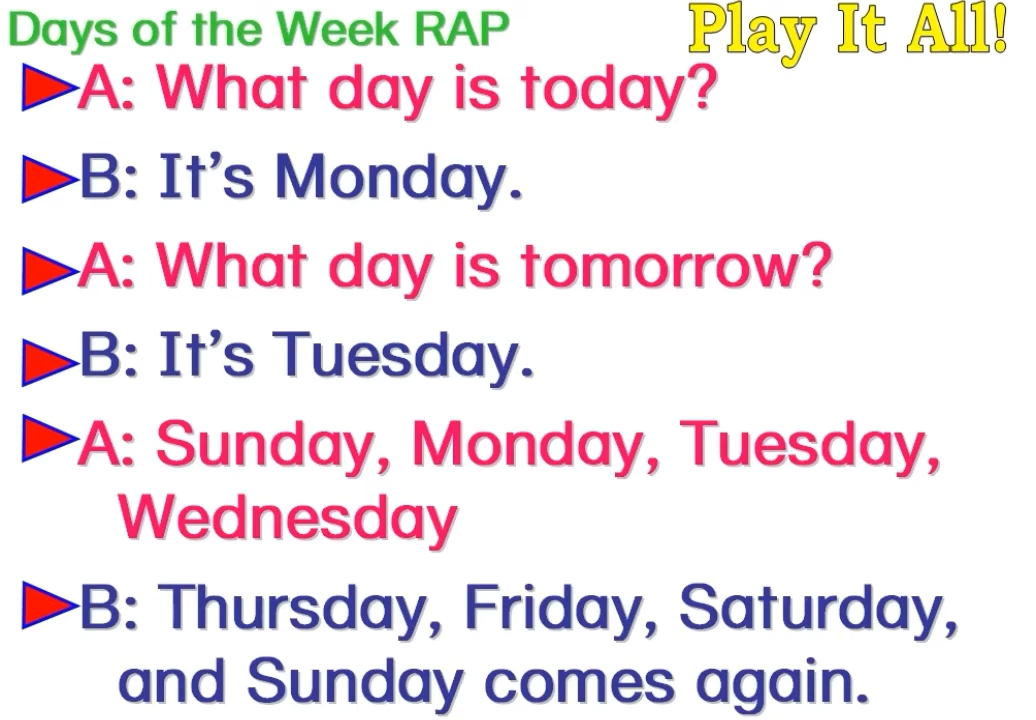 Days of the Week RAP
Play It All!
A: What day is today?
B: It’s Monday.
A: What day is tomorrow?
B: It’s Tuesday.
A: Sunday, Monday, Tuesday,
Wednesday
B: Thursday, Friday, Saturday,
and Sunday comes again.